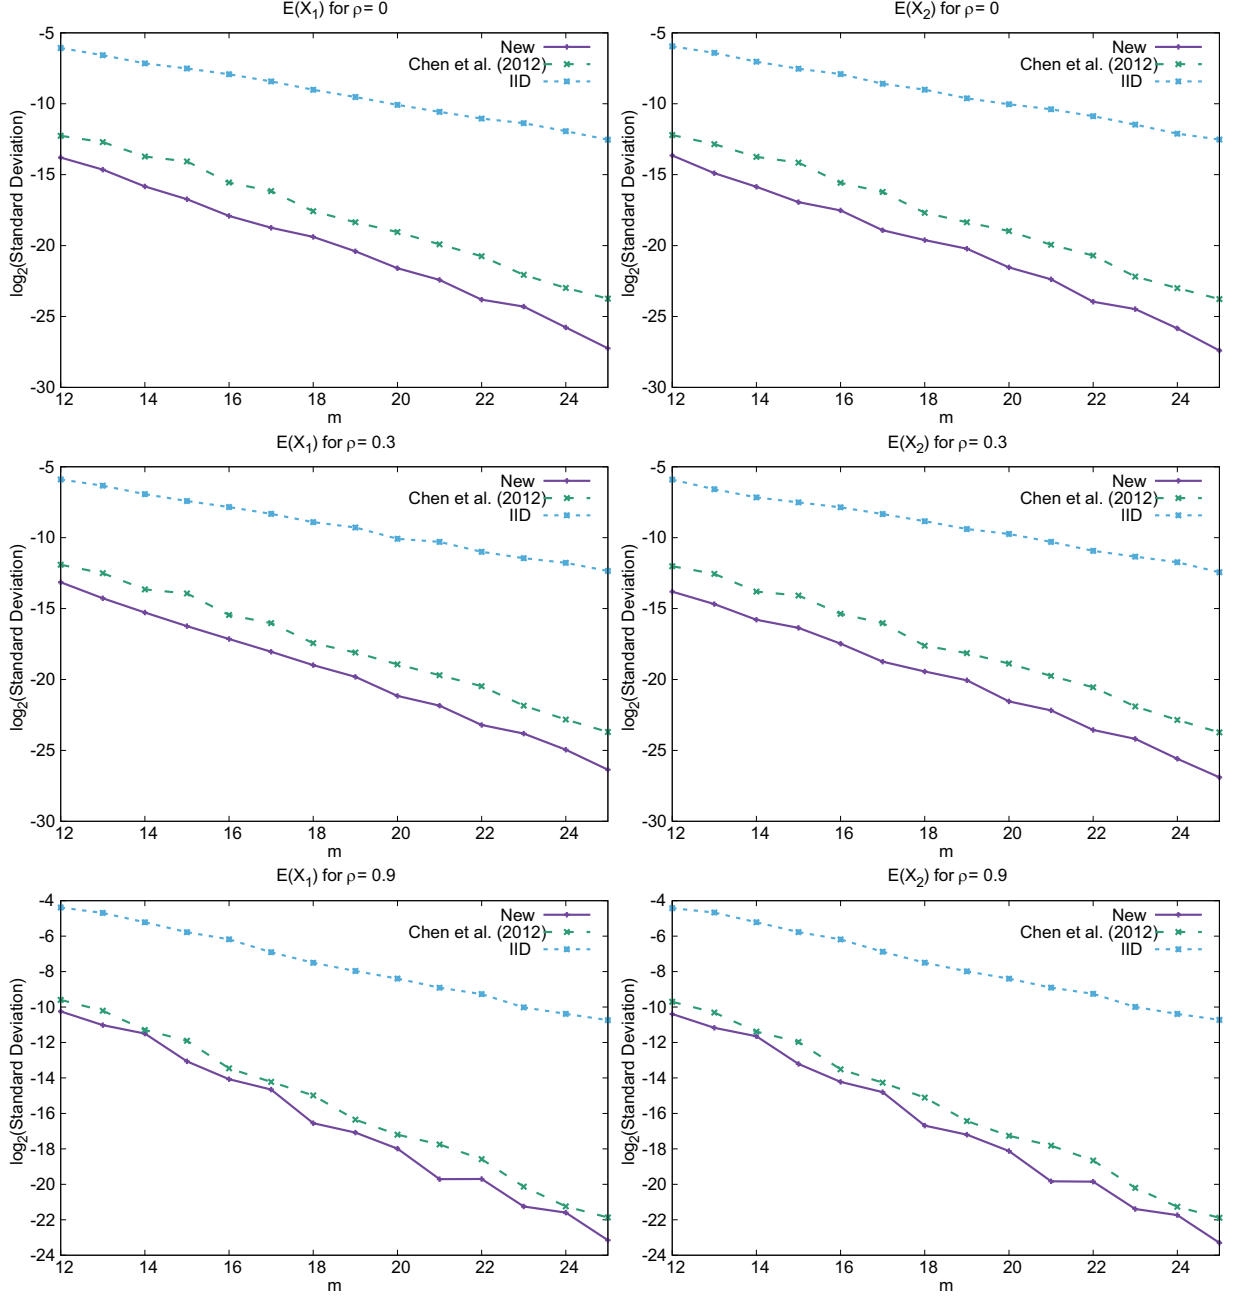 E(X1) for ρ= 0
log2(Standard Deviation)
-5
-10
-15
-20
-25
-30
New
Chen et al. (2012)
IID
12 14 16 18 20 22 24
m
E(X2) for ρ= 0
log2(Standard Deviation)
-5
-10
-15
-20
-25
-30
New
Chen et al. (2012)
IID
12 14 16 18 20 22 24
m
E(X1) for ρ= 0.3
log2(Standard Deviation)
-5
-10
-15
-20
-25
-30
New
Chen et al. (2012)
IID
12 14 16 18 20 22 24
m
E(X2) for ρ= 0.3
log2(Standard Deviation)
-5
-10
-15
-20
-25
-30
New
Chen et al. (2012)
IID
12 14 16 18 20 22 24
m
E(X1) for ρ= 0.9
log2(Standard Deviation)
-4
-6
-8
-10
-12
-14
-16
-18
-20
-22
-24
New
Chen et al. (2012)
IID
12 14 16 18 20 22 24
m
E(X2) for ρ= 0.9
log2(Standard Deviation)
-4
-6
-8
-10
-12
-14
-16
-18
-20
-22
-24
New
Chen et al. (2012)
IID
12 14 16 18 20 22 24
m